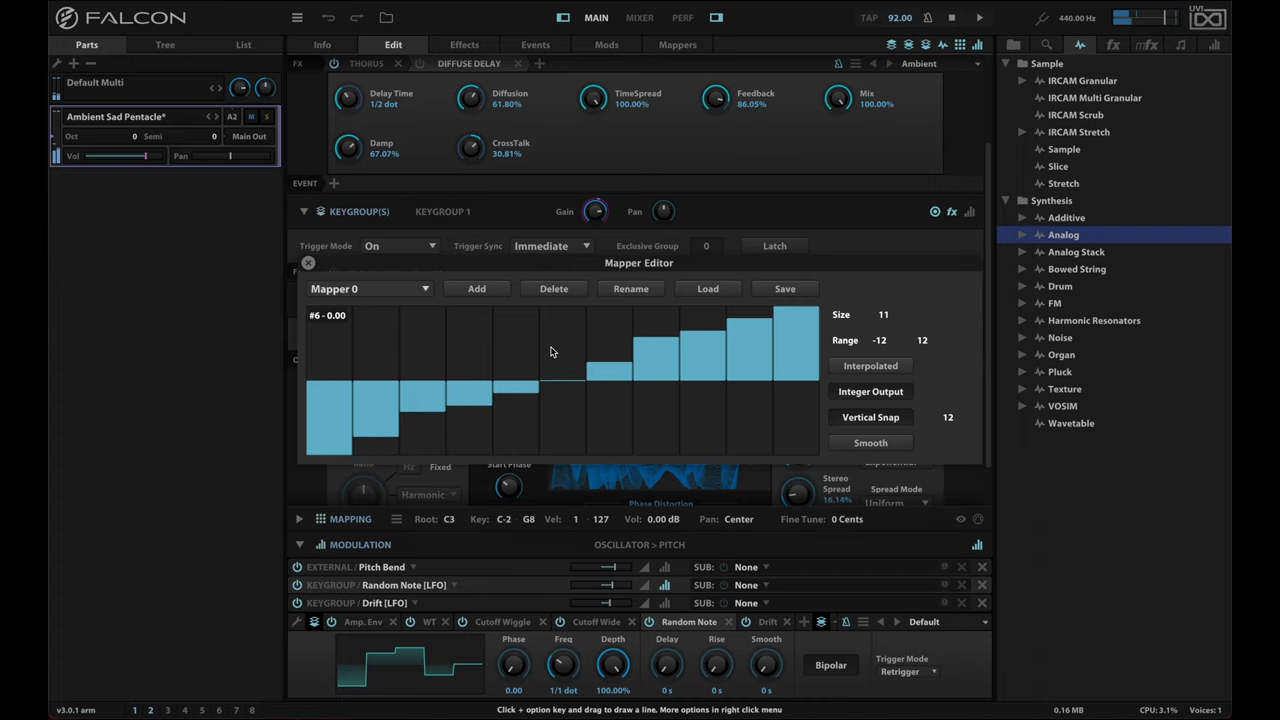 FALCON
MAIN
MIXER
PERF
TAP 92.00
440.00 Hz
UVI
Parts
Tree
List
Info
Edit
Effects
Events
Mods
Mappers
Default Multi
Ambient Sad Pentacle*
A2
M
S
Oct 0 Semi 0 Main Out
Vol
Pan
FX
THORUS
DIFFUSE DELAY
Ambient
Delay Time
1/2 dot
Diffusion
61.80%
TimeSpread
100.00%
Feedback
86.05%
Mix
100.00%
Damp
67.07%
CrossTalk
30.81%
EVENT
KEYGROUP(S)
KEYGROUP 1
Gain
Pan
fx
Trigger Mode On
Trigger Sync Immediate
Exclusive Group 0
Latch
Mapper Editor
Mapper 0
Add
Delete
Rename
Load
Save
#6 - 0.00
Size 11
Range -12 12
Interpolated
Integer Output
Vertical Snap 12
Smooth
Ratio
Hz
Fixed
Harmonic
Start Phase
Phase Distortion
Stereo
Spread
16.14%
Spread Mode
Uniform
MAPPING
Root: C3
Key: C-2 - G8
Vel: 1 - 127
Vol: 0.00 dB
Pan: Center
Fine Tune: 0 Cents
MODULATION
OSCILLATOR > PITCH
EXTERNAL / Pitch Bend
SUB: None
KEYGROUP / Random Note [LFO]
SUB: None
KEYGROUP / Drift [LFO]
SUB: None
Amp. Env
WT
Cutoff Wiggle
Cutoff Wide
Random Note
Drift
Default
Phase
0.00
Freq
1/1 dot
Depth
100.00%
Delay
0 s
Rise
0 s
Smooth
0 s
Bipolar
Trigger Mode
Retrigger
fx
mfx
Sample
IRCAM Granular
IRCAM Multi Granular
IRCAM Scrub
IRCAM Stretch
Sample
Slice
Stretch
Synthesis
Additive
Analog
Analog Stack
Bowed String
Drum
FM
Harmonic Resonators
Noise
Organ
Pluck
Texture
VOSIM
Wavetable
v3.0.1 arm
1 2 3 4 5 6 7 8
Click + option key and drag to draw a line. More options in right click menu
0.16 MB
CPU: 3.1%
Voices: 1